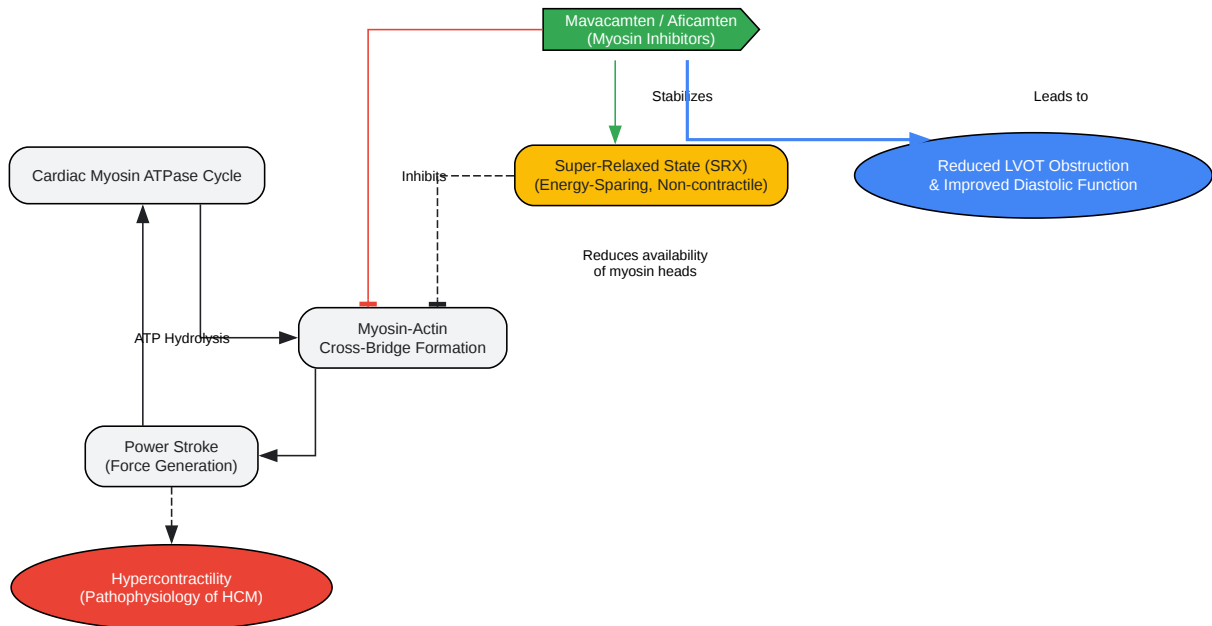 Mavacamten / Aficamten
(Myosin Inhibitors)
Stabilizes
Leads to
Cardiac Myosin ATPase Cycle
Inhibits
Super-Relaxed State (SRX)
(Energy-Sparing, Non-contractile)
Reduced LVOT Obstruction
& Improved Diastolic Function
Reduces availability
of myosin heads
ATP Hydrolysis
Myosin-Actin
Cross-Bridge Formation
Power Stroke
(Force Generation)
Hypercontractility
(Pathophysiology of HCM)